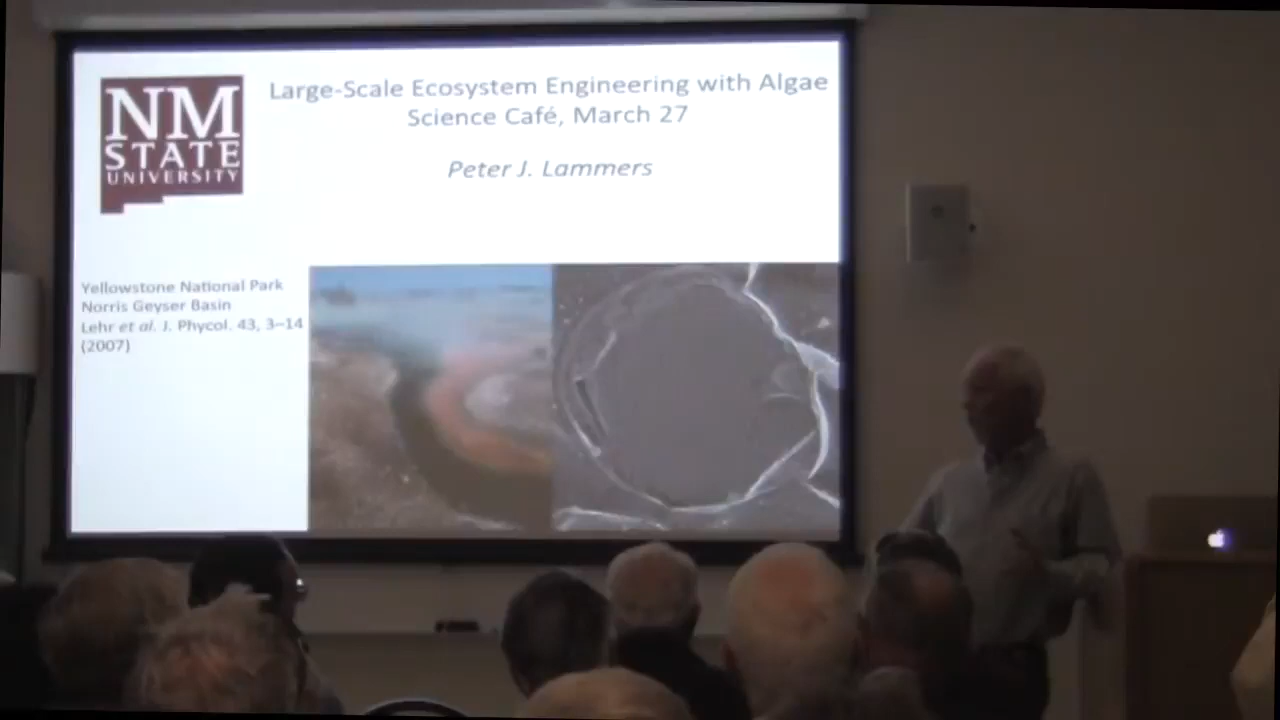 NM
STATE
UNIVERSITY
Large-Scale Ecosystem Engineering with Algae
Science Café, March 27
Peter J. Lammers
Yellowstone National Park
Norris Geyser Basin
Lehr et al. J. Phycol. 43, 3–14
(2007)